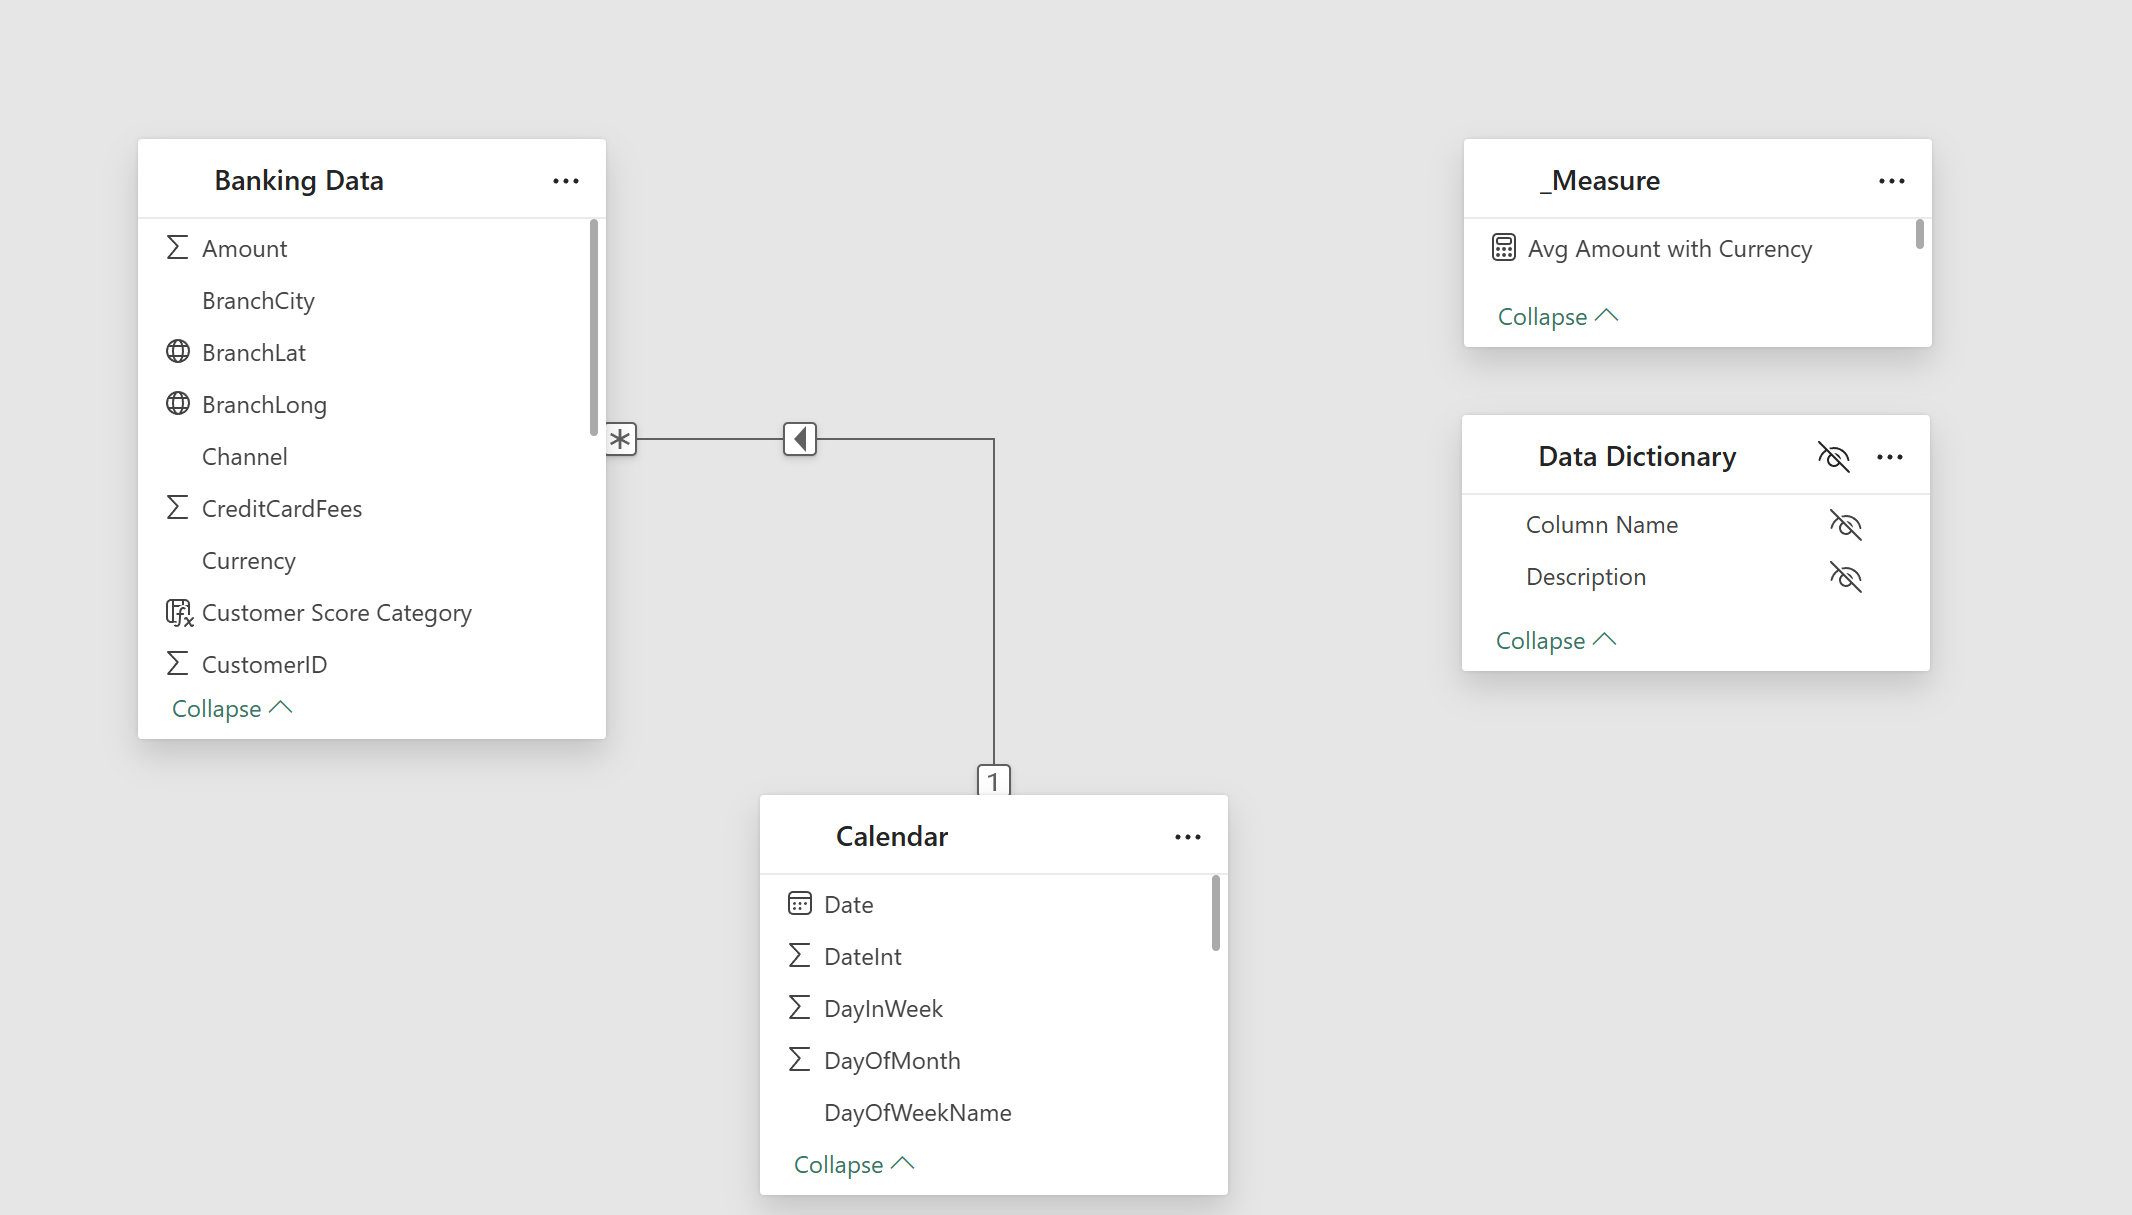 Banking Data
Amount
BranchCity
BranchLat
BranchLong
Channel
CreditCardFees
Currency
Customer Score Category
CustomerID
Collapse
_Measure
Avg Amount with Currency
Collapse
Data Dictionary
Column Name
Description
Collapse
*
1
Calendar
Date
DateInt
DayInWeek
DayOfMonth
DayOfWeekName
Collapse